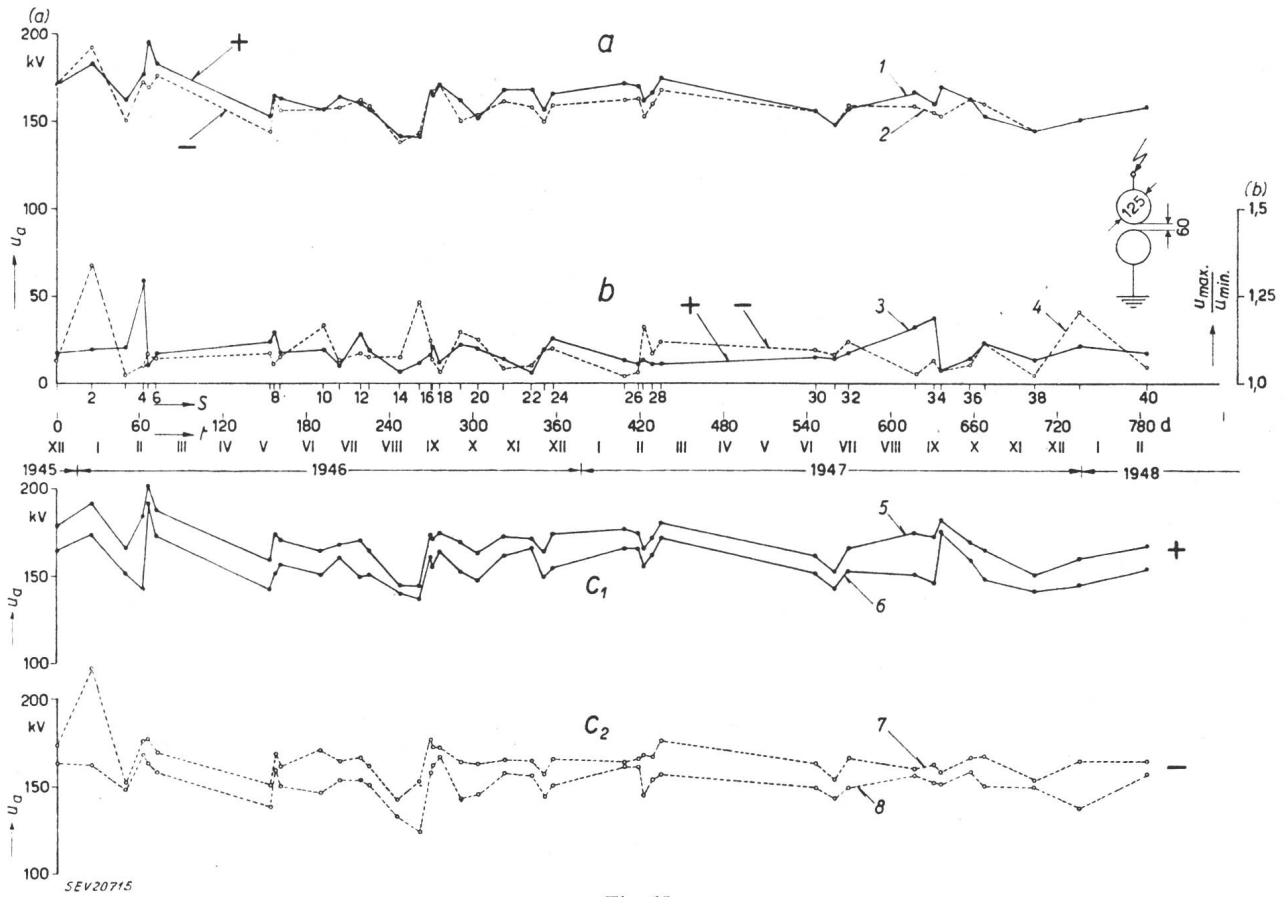 (a)
200
kV
150
100
50
0
u_a
a
+
−
1
2
b
+
−
3
4
125
60
(b)
1,5
1,25
1,0
u max.
u min.
2 4 6 S 8 10 12 14 16 18 20 22 24 26 28 30 32 34 36 38 40
0 60 t 120 180 240 300 360 420 480 540 600 660 720 780 d
XII I II III IV V VI VII VIII IX X XI XII I II III IV V VI VII VIII IX X XI XII I II
1945 1946 1947 1948
200
kV
150
100
u_a
C₁
5
6
+
200
kV
150
100
u_a
C₂
7
8
−
SEV20715